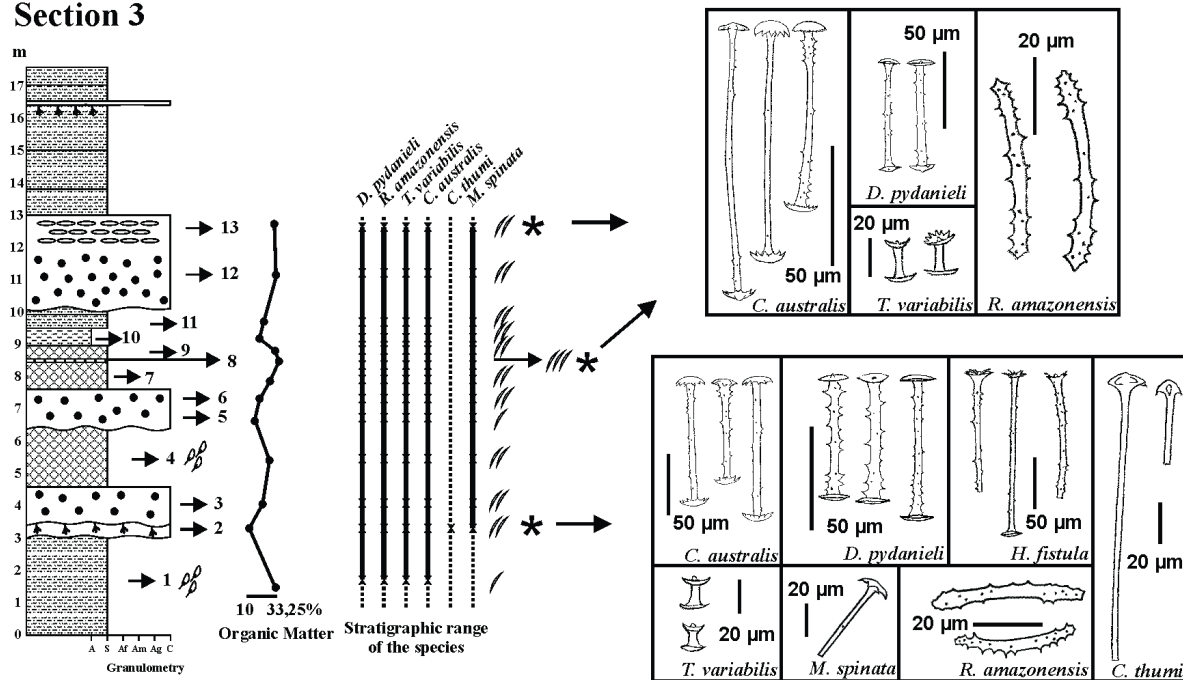 Section 3
m
17
16
15
14
13
12
11
10
9
8
7
6
5
4
3
2
1
0
A S Af Am Ag C
Granulometry
13
12
11
10
9
8
7
6
5
4
3
2
1
10 33,25%
Organic Matter
D. pydanieli
R. amazonensis
T. variabilis
C. australis
C. thumi
M. spinata
Stratigraphic range
of the species
*
*
*
50 µm
C. australis
50 µm
D. pydanieli
20 µm
T. variabilis
20 µm
R. amazonensis
50 µm
C. australis
50 µm
D. pydanieli
50 µm
H. fistula
20 µm
C. thumi
20 µm
T. variabilis
20 µm
M. spinata
20 µm
R. amazonensis